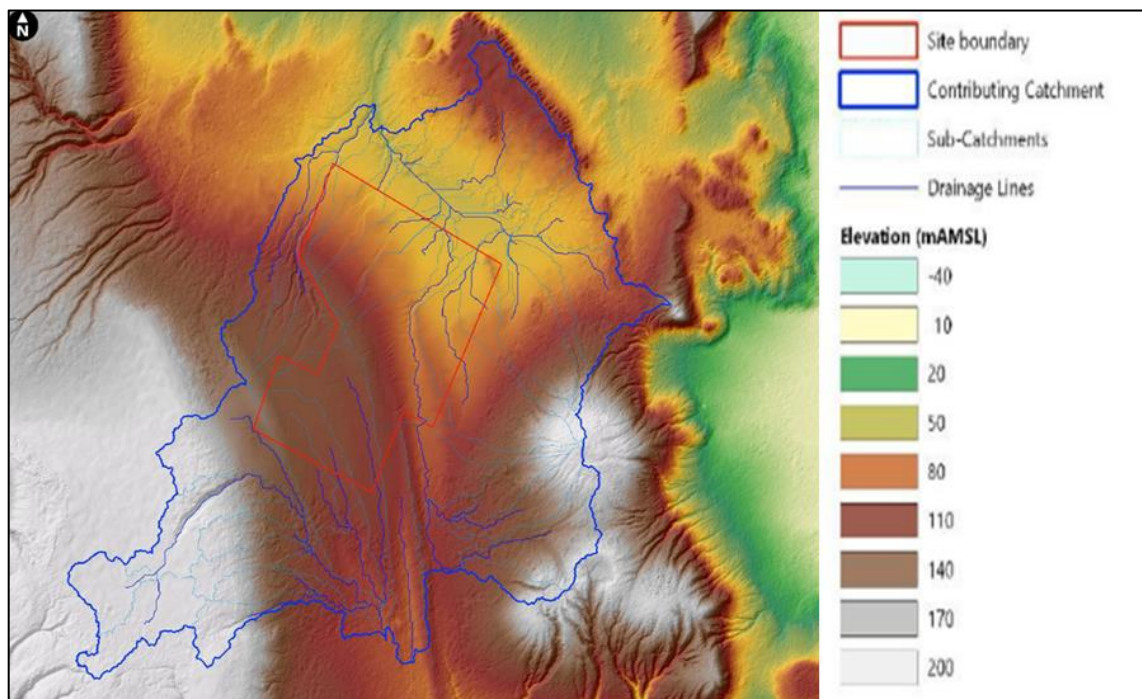 N
Site boundary
Contributing Catchment
Sub-Catchments
Drainage Lines
Elevation (mAMSL)
-40
10
20
50
80
110
140
170
200